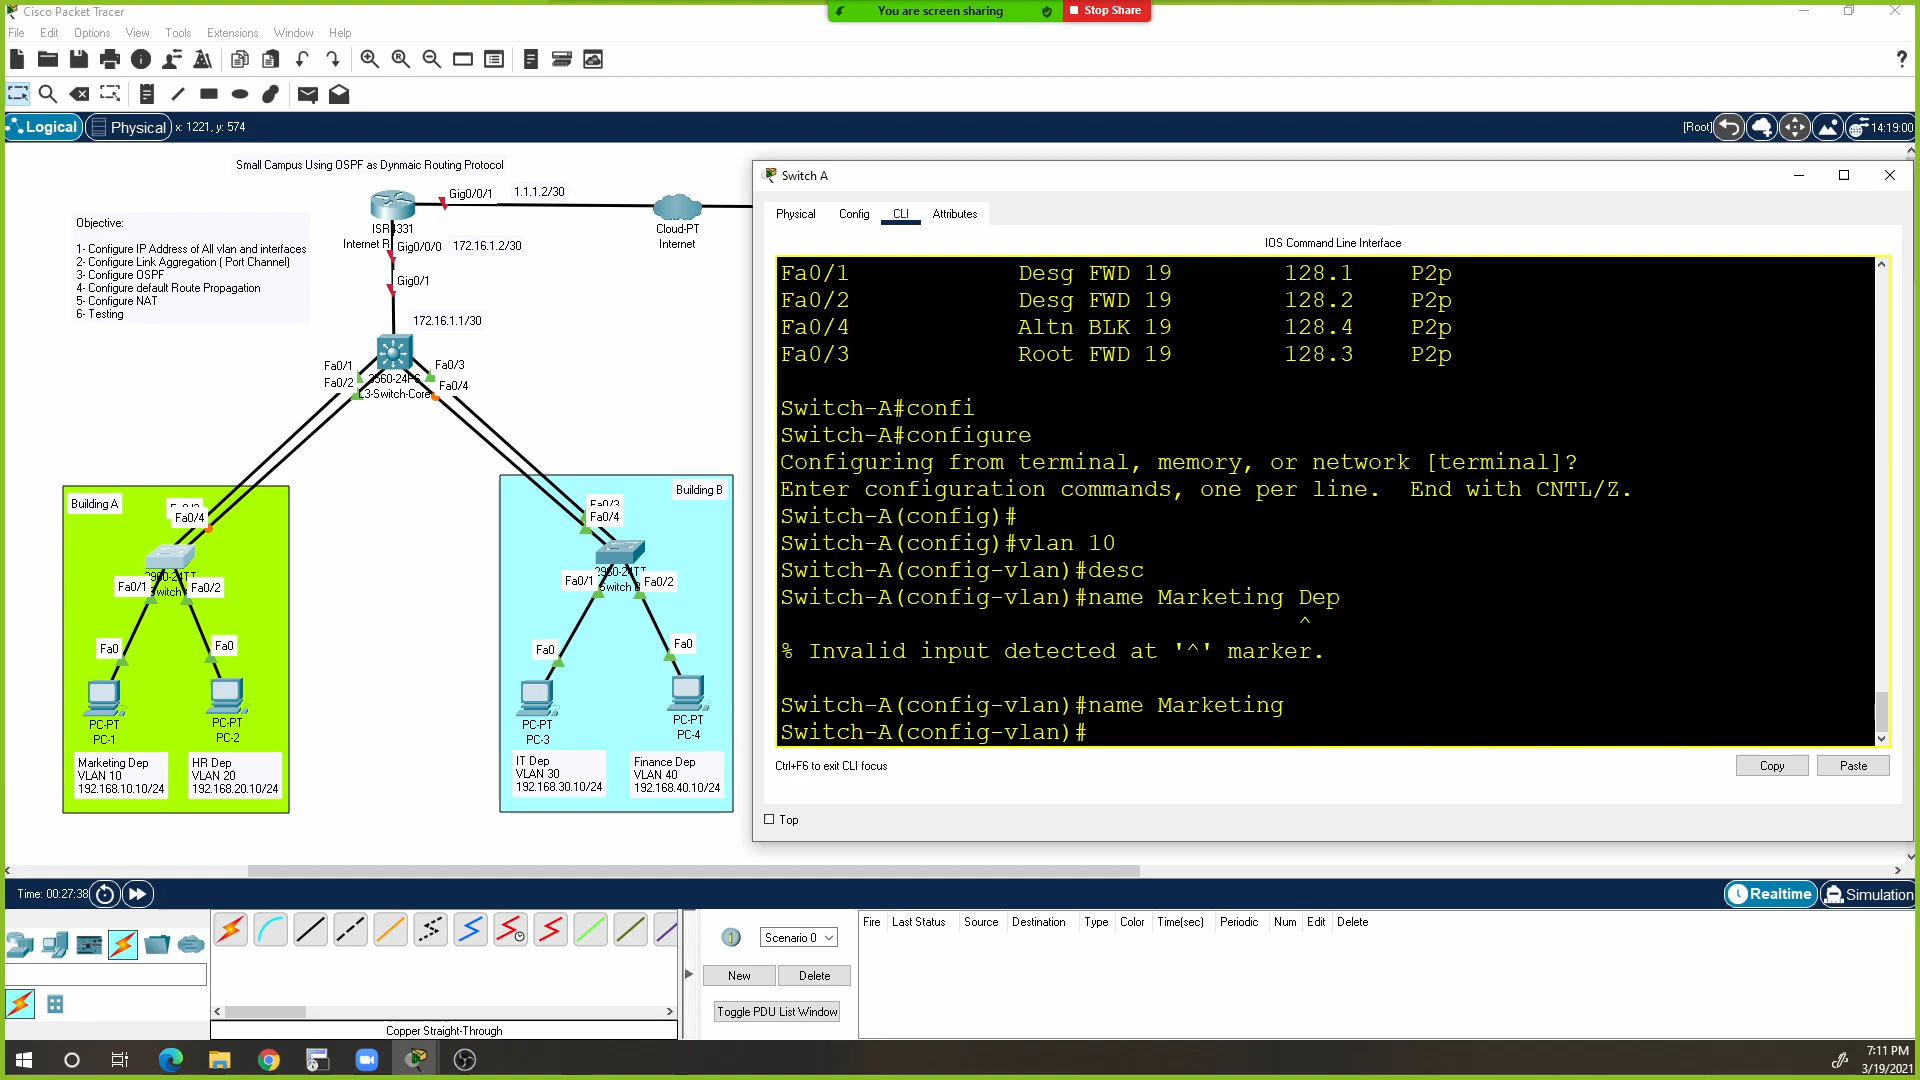 Cisco Packet Tracer
You are screen sharing
Stop Share
File Edit Options View Tools Extensions Window Help
Logical
Physical
x: 1221, y: 574
[Root]
14:19:00
Small Campus Using OSPF as Dynmaic Routing Protocol
Objective:
1- Configure IP Address of All vlan and interfaces
2- Configure Link Aggregation ( Port Channel)
3- Configure OSPF
4- Configure default Route Propagation
5- Configure NAT
6- Testing
Gig0/0/1
1.1.1.2/30
Internet R
Gig0/0/0
172.16.1.2/30
Cloud-PT
Internet
Gig0/1
172.16.1.1/30
Fa0/1
Fa0/2
Fa0/3
Fa0/4
L3-Switch-Core
Building A
Fa0/4
Fa0/1
Fa0/2
Fa0
Fa0
PC-PT
PC-1
PC-PT
PC-2
Marketing Dep
VLAN 10
192.168.10.10/24
HR Dep
VLAN 20
192.168.20.10/24
Building B
Fa0/3
Fa0/4
Fa0/1
Fa0/2
Fa0
Fa0
PC-PT
PC-3
PC-PT
PC-4
IT Dep
VLAN 30
192.168.30.10/24
Finance Dep
VLAN 40
192.168.40.10/24
Switch A
Physical Config CLI Attributes
IOS Command Line Interface
Fa0/1 Desg FWD 19 128.1 P2p
Fa0/2 Desg FWD 19 128.2 P2p
Fa0/4 Altn BLK 19 128.4 P2p
Fa0/3 Root FWD 19 128.3 P2p
Switch-A#confi
Switch-A#configure
Configuring from terminal, memory, or network [terminal]?
Enter configuration commands, one per line. End with CNTL/Z.
Switch-A(config)#
Switch-A(config)#vlan 10
Switch-A(config-vlan)#desc
Switch-A(config-vlan)#name Marketing Dep
^
% Invalid input detected at '^' marker.
Switch-A(config-vlan)#name Marketing
Switch-A(config-vlan)#
Ctrl+F6 to exit CLI focus
Copy
Paste
Top
Time: 00:27:38
Realtime
Simulation
Scenario 0
New
Delete
Toggle PDU List Window
Fire Last Status Source Destination Type Color Time(sec) Periodic Num Edit Delete
Copper Straight-Through
7:11 PM
3/19/2021